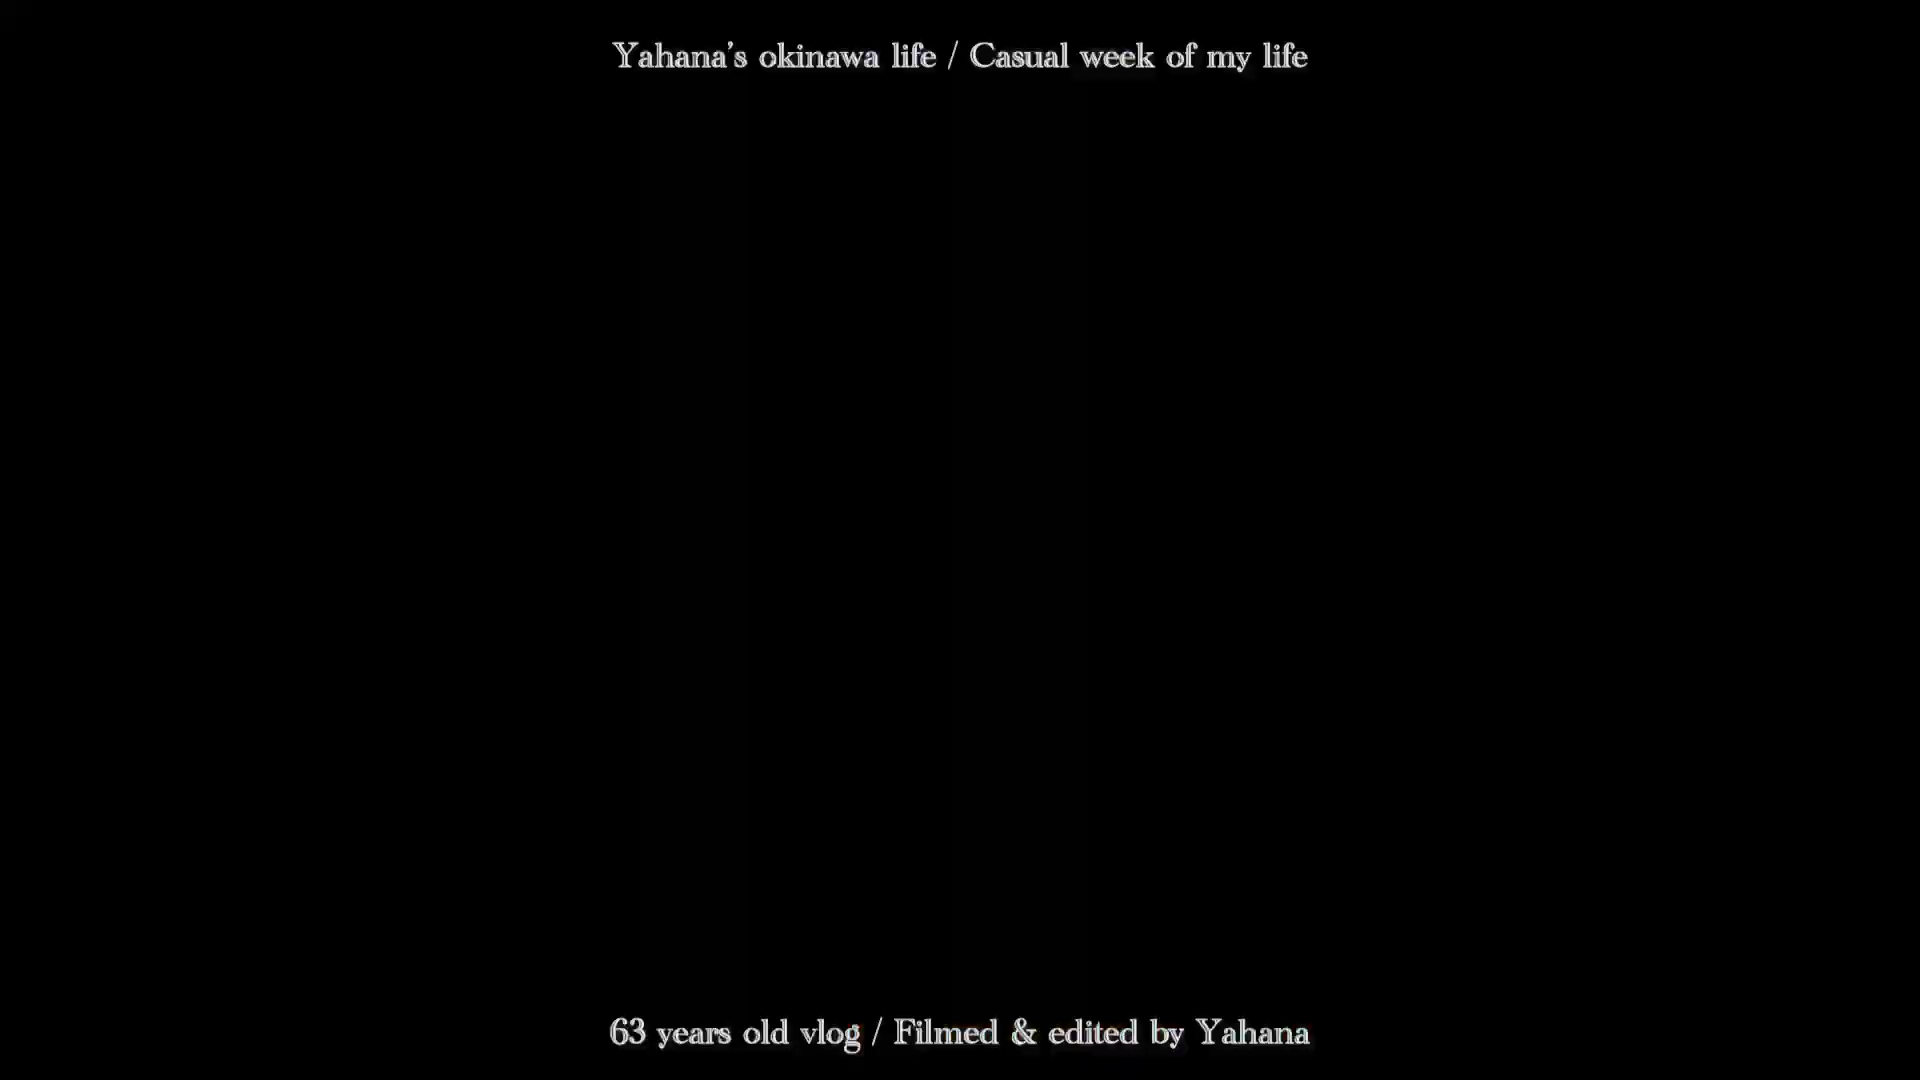 Yahana's okinawa life / Casual week of my life
63 years old vlog / Filmed & edited by Yahana